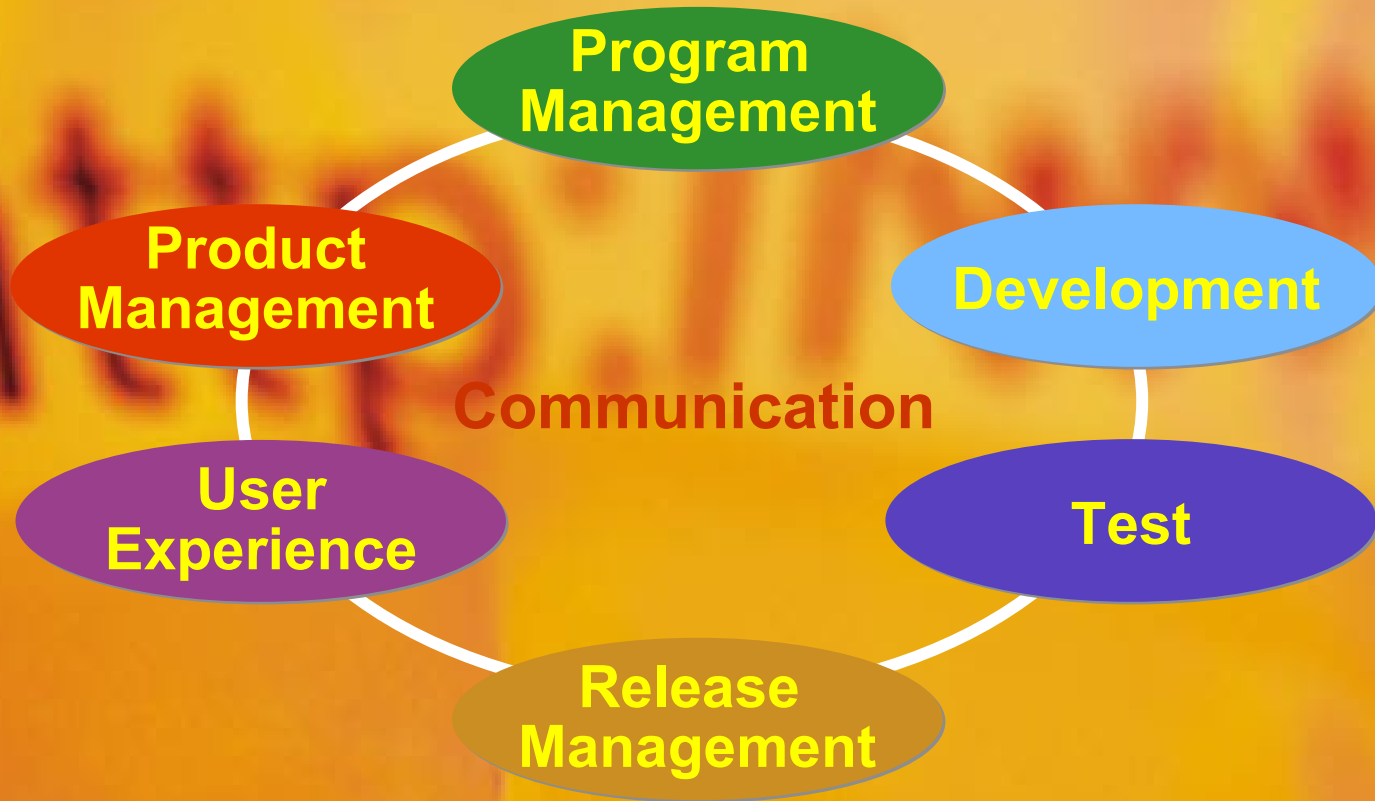 Program
Management
Product
Management
Development
Communication
User
Experience
Test
Release
Management